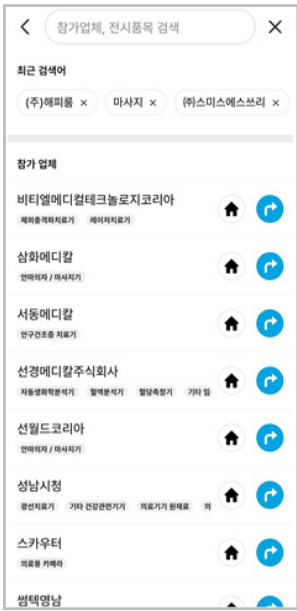 참가업체, 전시품목 검색
최근 검색어
(주)해피룸 × 마사지 × ㈜스미스에스쓰리 ×
참가 업체
비티엘메디컬테크놀로지코리아
체외충격파치료기 레이저치료기
삼화메디칼
안마의자 / 마사지기
서동메디칼
안구건조증 치료기
선경메디칼주식회사
자동생화학분석기 혈액분석기 혈당측정기 기타 임
선월드코리아
안마의자 / 마사지기
성남시청
광선치료기 기타 건강관련기기 의료기기 원재료 의
스카우터
의료용 카메라
썸텍영남